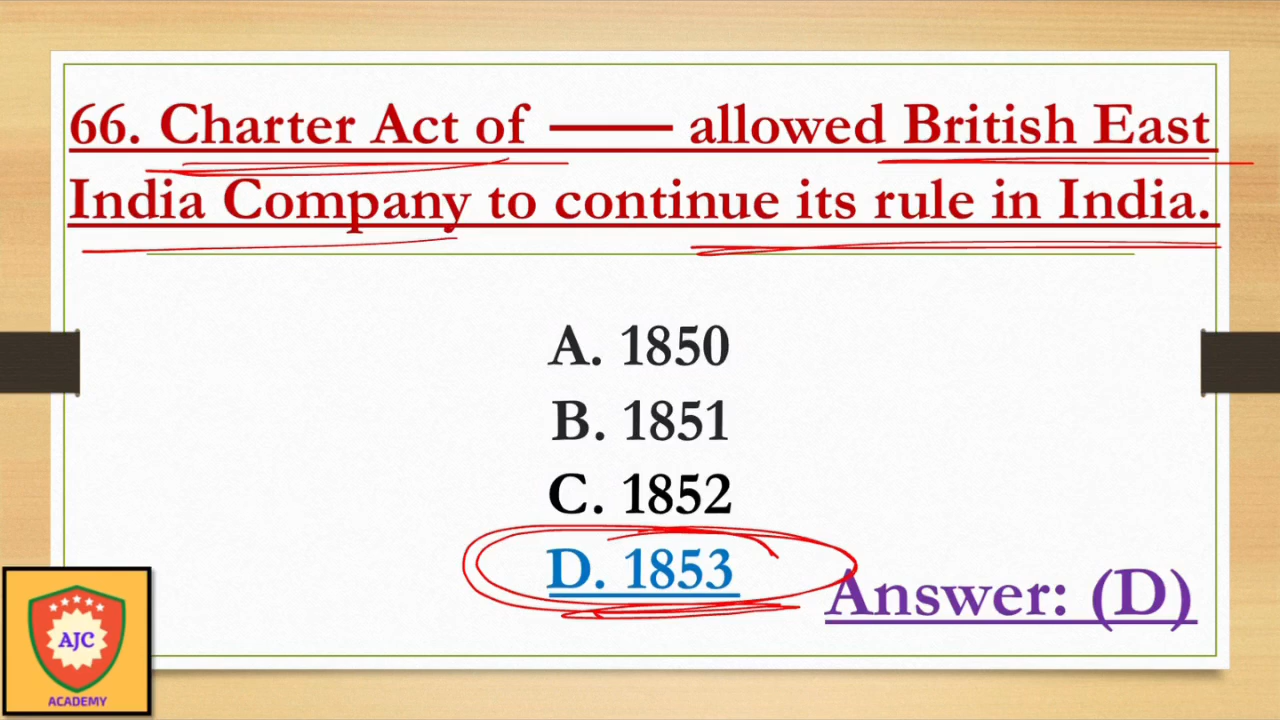 66. Charter Act of —— allowed British East
India Company to continue its rule in India.
A. 1850
B. 1851
C. 1852
D. 1853
Answer: (D)
AJC
ACADEMY